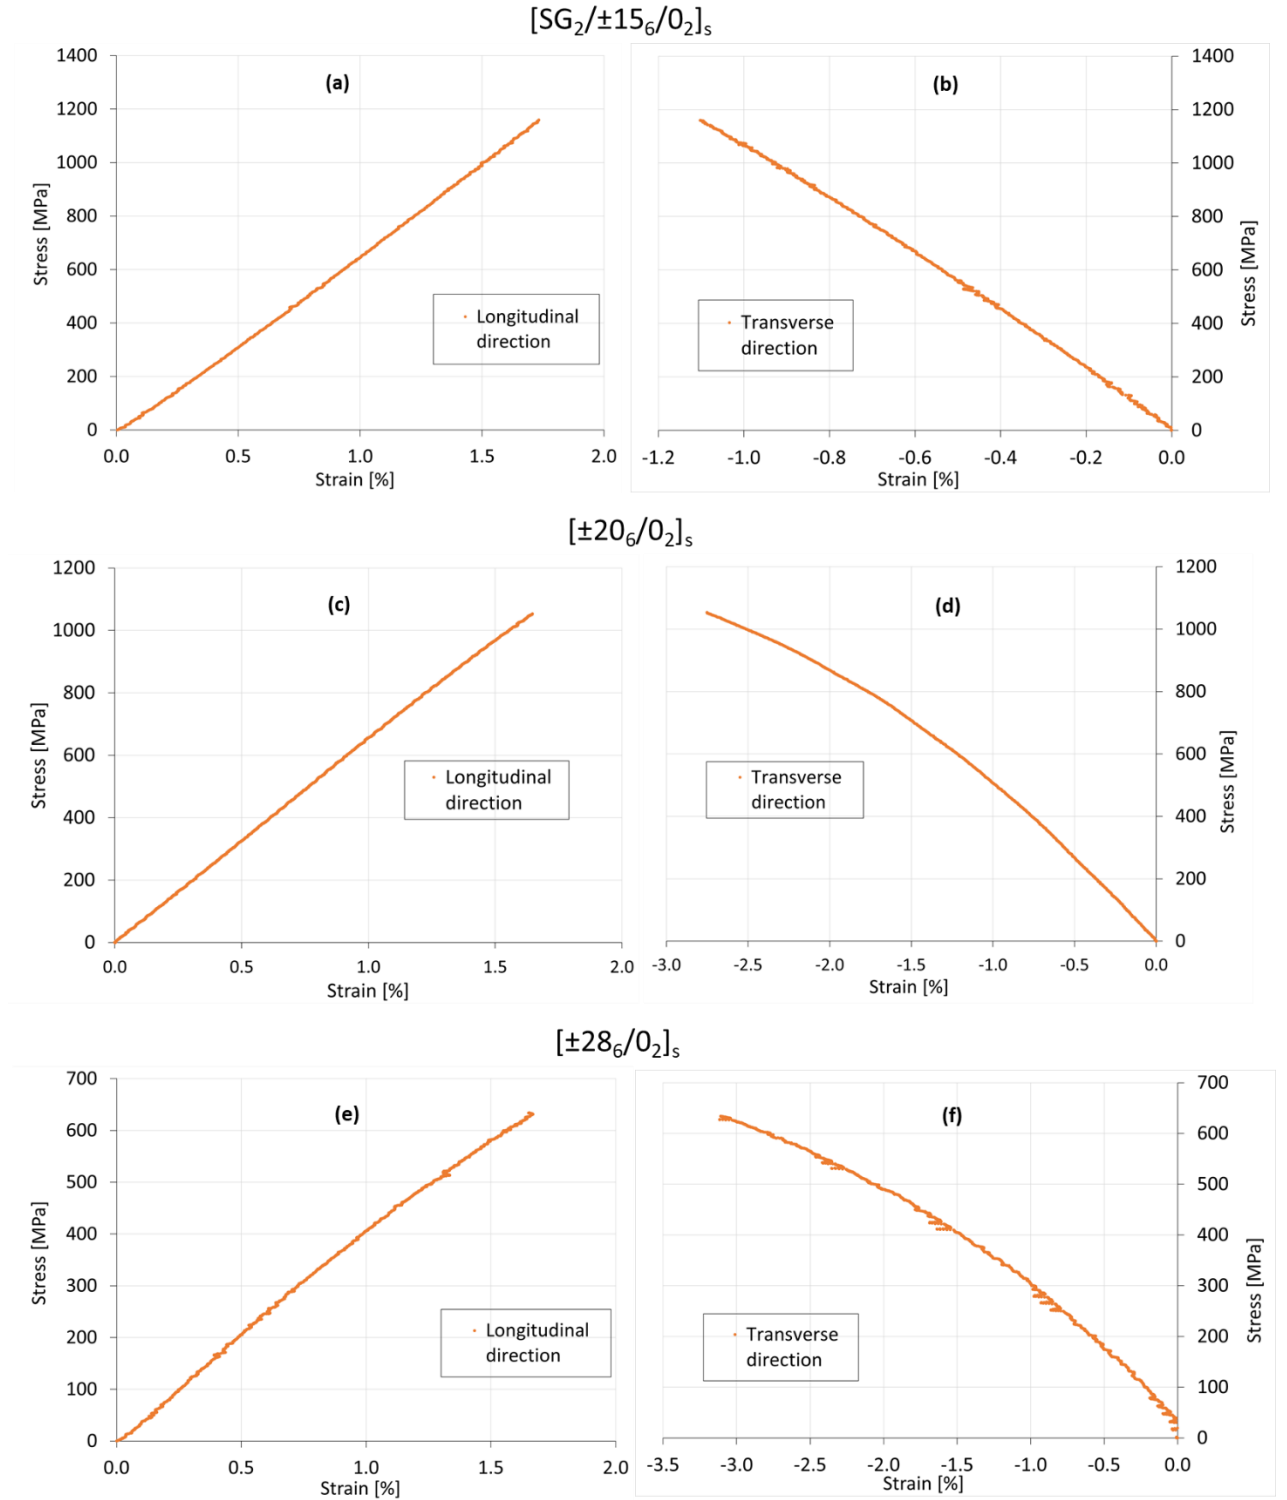 [SG₂/±15₆/0₂]ₛ
(a)
1400
1200
1000
800
600
400
200
0
Stress [MPa]
0.0 0.5 1.0 1.5 2.0
Strain [%]
Longitudinal
direction
(b)
1400
1200
1000
800
600
400
200
0
Stress [MPa]
-1.2 -1.0 -0.8 -0.6 -0.4 -0.2 0.0
Strain [%]
Transverse
direction
[±20₆/0₂]ₛ
(c)
1200
1000
800
600
400
200
0
Stress [MPa]
0.0 0.5 1.0 1.5 2.0
Strain [%]
Longitudinal
direction
(d)
1200
1000
800
600
400
200
0
Stress [MPa]
-3.0 -2.5 -2.0 -1.5 -1.0 -0.5 0.0
Strain [%]
Transverse
direction
[±28₆/0₂]ₛ
(e)
700
600
500
400
300
200
100
0
Stress [MPa]
0.0 0.5 1.0 1.5 2.0
Strain [%]
Longitudinal
direction
(f)
700
600
500
400
300
200
100
0
Stress [MPa]
-3.5 -3.0 -2.5 -2.0 -1.5 -1.0 -0.5 0.0
Strain [%]
Transverse
direction